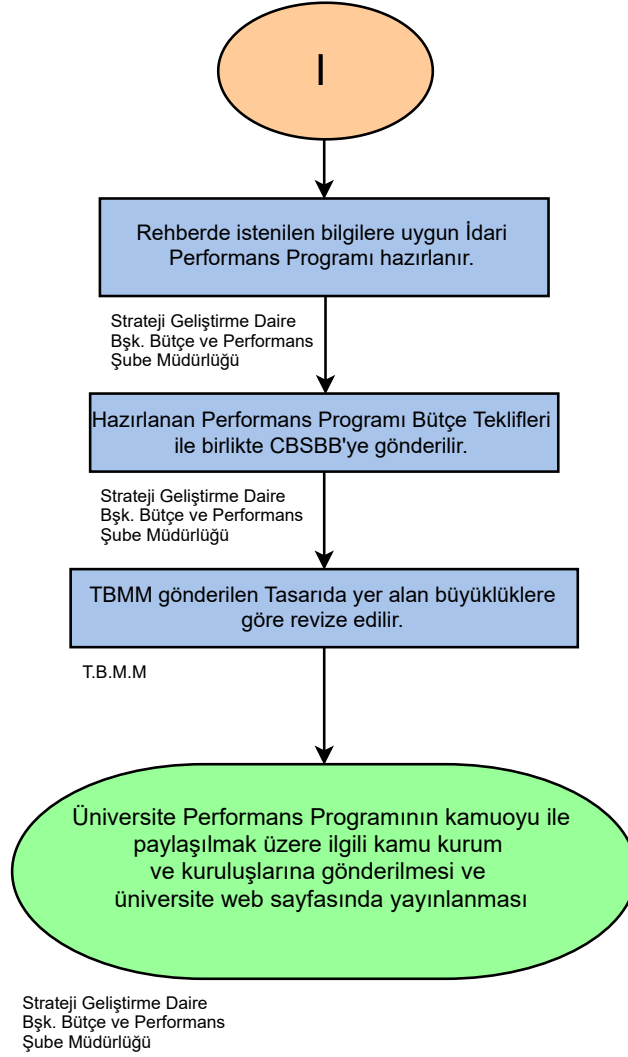 I
Rehberde istenilen bilgilere uygun İdari
Performans Programı hazırlanır.
Strateji Geliştirme Daire
Bşk. Bütçe ve Performans
Şube Müdürlüğü
Hazırlanan Performans Programı Bütçe Teklifleri
ile birlikte CBSBB'ye gönderilir.
Strateji Geliştirme Daire
Bşk. Bütçe ve Performans
Şube Müdürlüğü
TBMM gönderilen Tasarıda yer alan büyüklüklere
göre revize edilir.
T.B.M.M
Üniversite Performans Programının kamuoyu ile
paylaşılmak üzere ilgili kamu kurum
ve kuruluşlarına gönderilmesi ve
üniversite web sayfasında yayınlanması
Strateji Geliştirme Daire
Bşk. Bütçe ve Performans
Şube Müdürlüğü